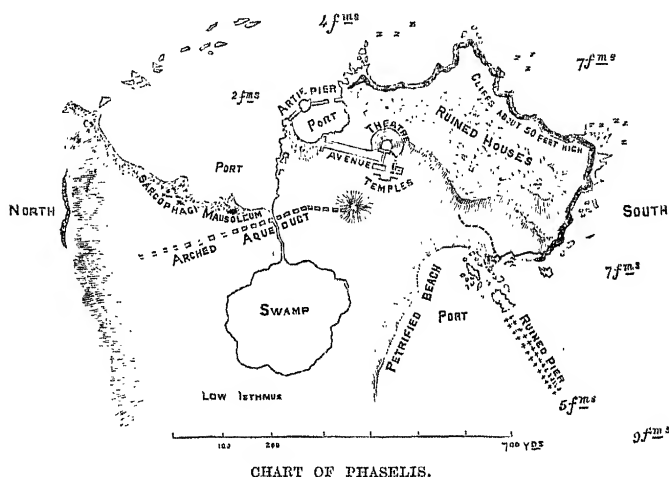 4 fms
7 fms
2 fms
ARTIF PIER
PORT
CLIFFS ABOUT 50 FEET HIGH
THEATRE
RUINED HOUSES
AVENUE
TEMPLES
PORT
SARCOPHAGI
MAUSOLEUM
NORTH
SOUTH
ARCHED AQUEDUCT
7 fms
SWAMP
PETRIFIED BEACH
PORT
RUINED PIER
LOW ISTHMUS
5 fms
9 fms
100 200 700 YDS
CHART OF PHASELIS.